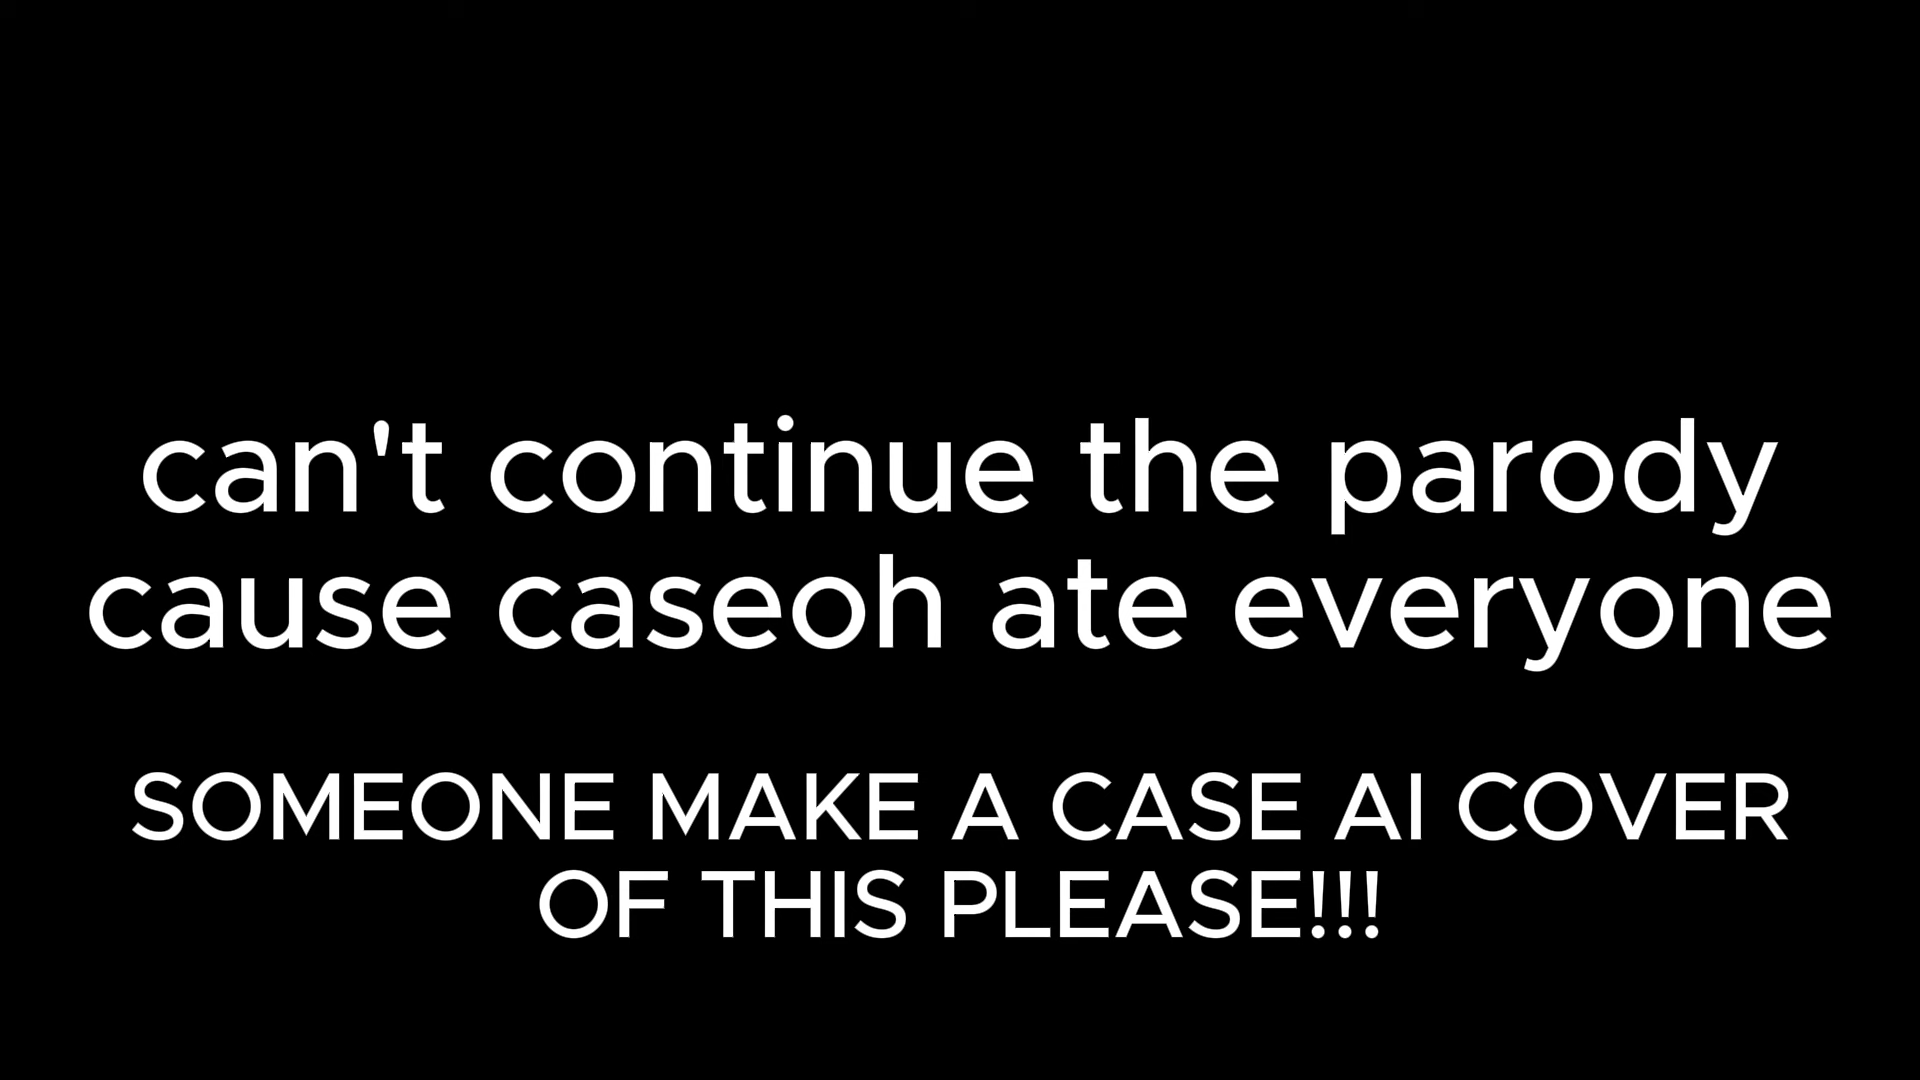 can't continue the parody
cause caseoh ate everyone
SOMEONE MAKE A CASE AI COVER
OF THIS PLEASE!!!